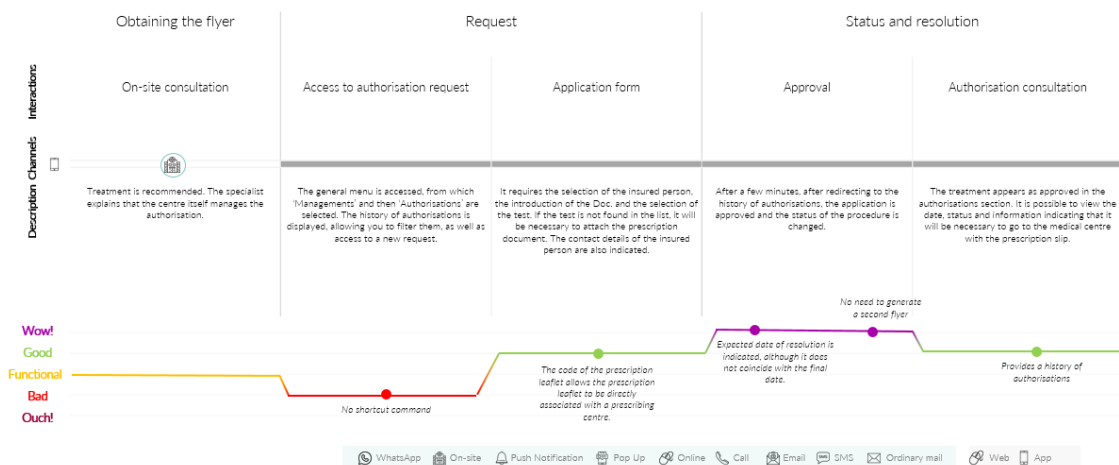 Obtaining the flyer
Request
Status and resolution
Interactions
On-site consultation
Access to authorisation request
Application form
Approval
Authorisation consultation
Channels
Description
Treatment is recommended. The specialist
explains that the centre itself manages the
authorisation.
The general menu is accessed, from which
'Managements' and then 'Authorisations' are
selected. The history of authorisations is
displayed, allowing you to filter them, as well as
access to a new request.
It requires the selection of the insured person,
the introduction of the Doc. and the selection of
the test. If the test is not found in the list, it will
be necessary to attach the prescription
document. The contact details of the insured
person are also indicated.
After a few minutes, after redirecting to the
history of authorisations, the application is
approved and the status of the procedure is
changed.
The treatment appears as approved in the
authorisations section. It is possible to view the
date, status and information indicating that it
will be necessary to go to the medical centre
with the prescription slip.
Wow!
Good
Functional
Bad
Ouch!
No shortcut command
The code of the prescription
leaflet allows the prescription
leaflet to be directly
associated with a prescribing
centre.
Expected date of resolution is
indicated, although it does
not coincide with the final
date.
No need to generate
a second flyer
Provides a history of
authorisations
WhatsApp
On-site
Push Notification
Pop Up
Online
Call
Email
SMS
Ordinary mail
Web
App